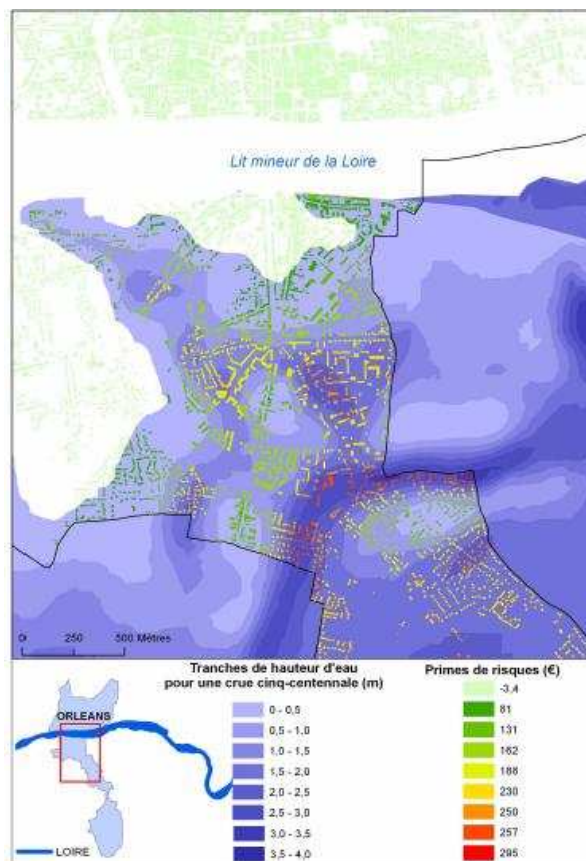 Lit mineur de la Loire
0 250 500 Mètres
ORLEANS
LOIRE
Tranches de hauteur d'eau
pour une crue cinq-centennale (m)
0 - 0,5
0,5 - 1,0
1,0 - 1,5
1,5 - 2,0
2,0 - 2,5
2,5 - 3,0
3,0 - 3,5
3,5 - 4,0
Primes de risques (€)
-3,4
81
131
162
188
230
250
257
295